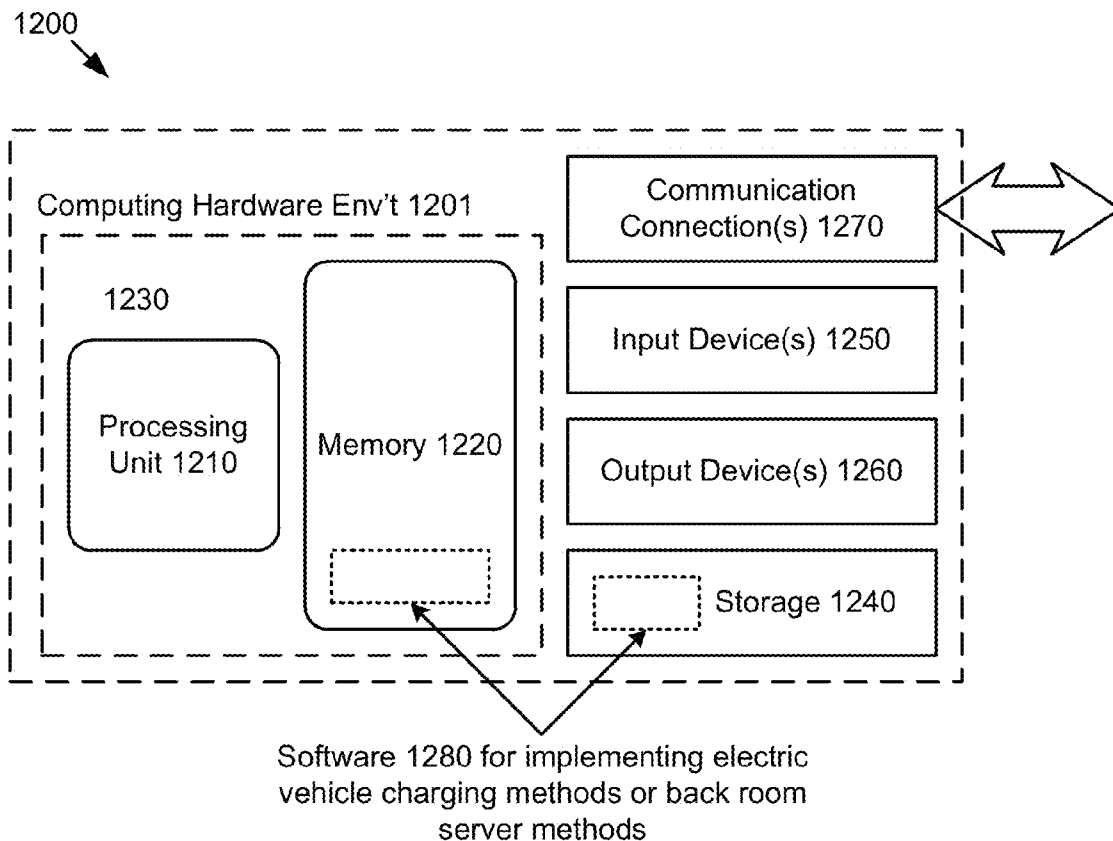 1200
Computing Hardware Env't 1201
1230
Processing
Unit 1210
Memory 1220
Communication
Connection(s) 1270
Input Device(s) 1250
Output Device(s) 1260
Storage 1240
Software 1280 for implementing electric
vehicle charging methods or back room
server methods